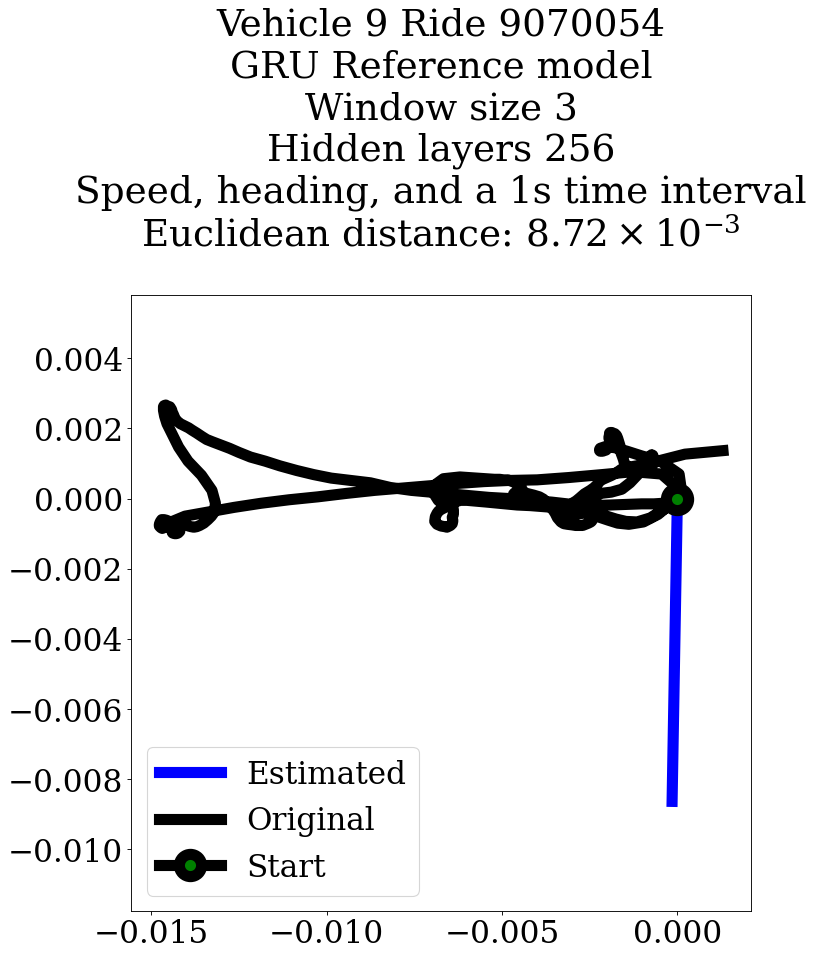 Vehicle 9 Ride 9070054
GRU Reference model
Window size 3
Hidden layers 256
Speed, heading, and a 1s time interval
Euclidean distance: 8.72 × 10⁻³
0.004
0.002
0.000
−0.002
−0.004
−0.006
−0.008
−0.010
Estimated
Original
Start
−0.015
−0.010
−0.005
0.000